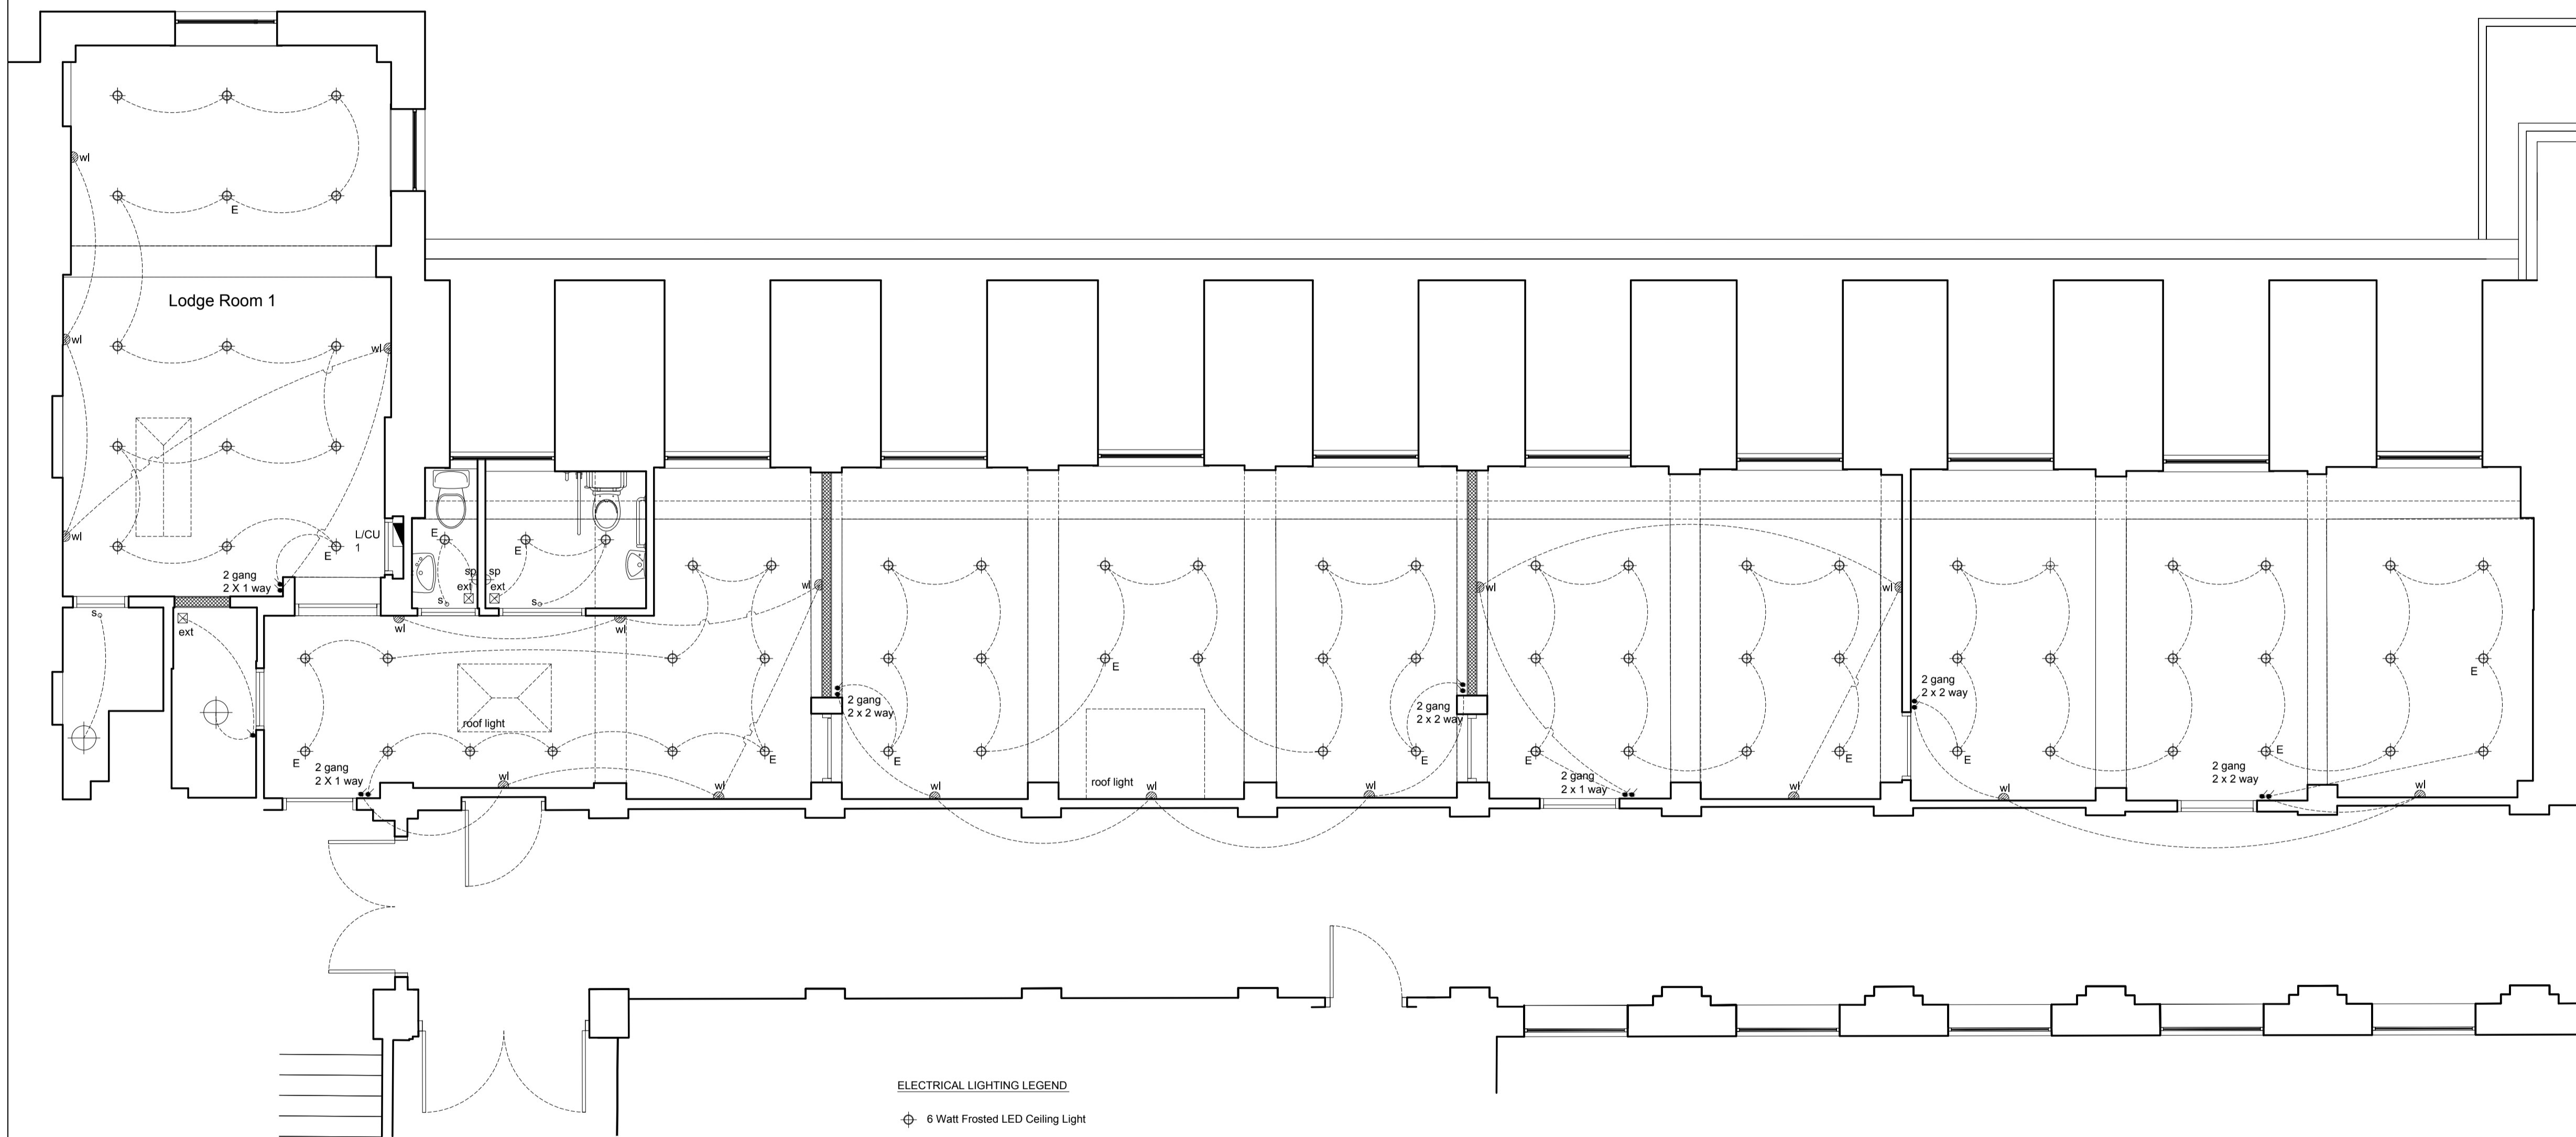 wl
E
Lodge Room 1
wl
wl
wl
L/CU
1
E
2 gang
2 X 1 way
s
ext
E
sp
ext
s
E
sp
ext
s
wl
wl
wl
roof light
E
2 gang
2 X 1 way
wl
wl
E
2 gang
2 x 2 way
E
wl
E
roof light
wl
wl
2 gang
2 x 2 way
E
wl
E
2 gang
2 x 1 way
wl
E
wl
2 gang
2 x 2 way
E
wl
E
E
2 gang
2 x 2 way
wl
ELECTRICAL LIGHTING LEGEND
6 Watt Frosted LED Ceiling Light